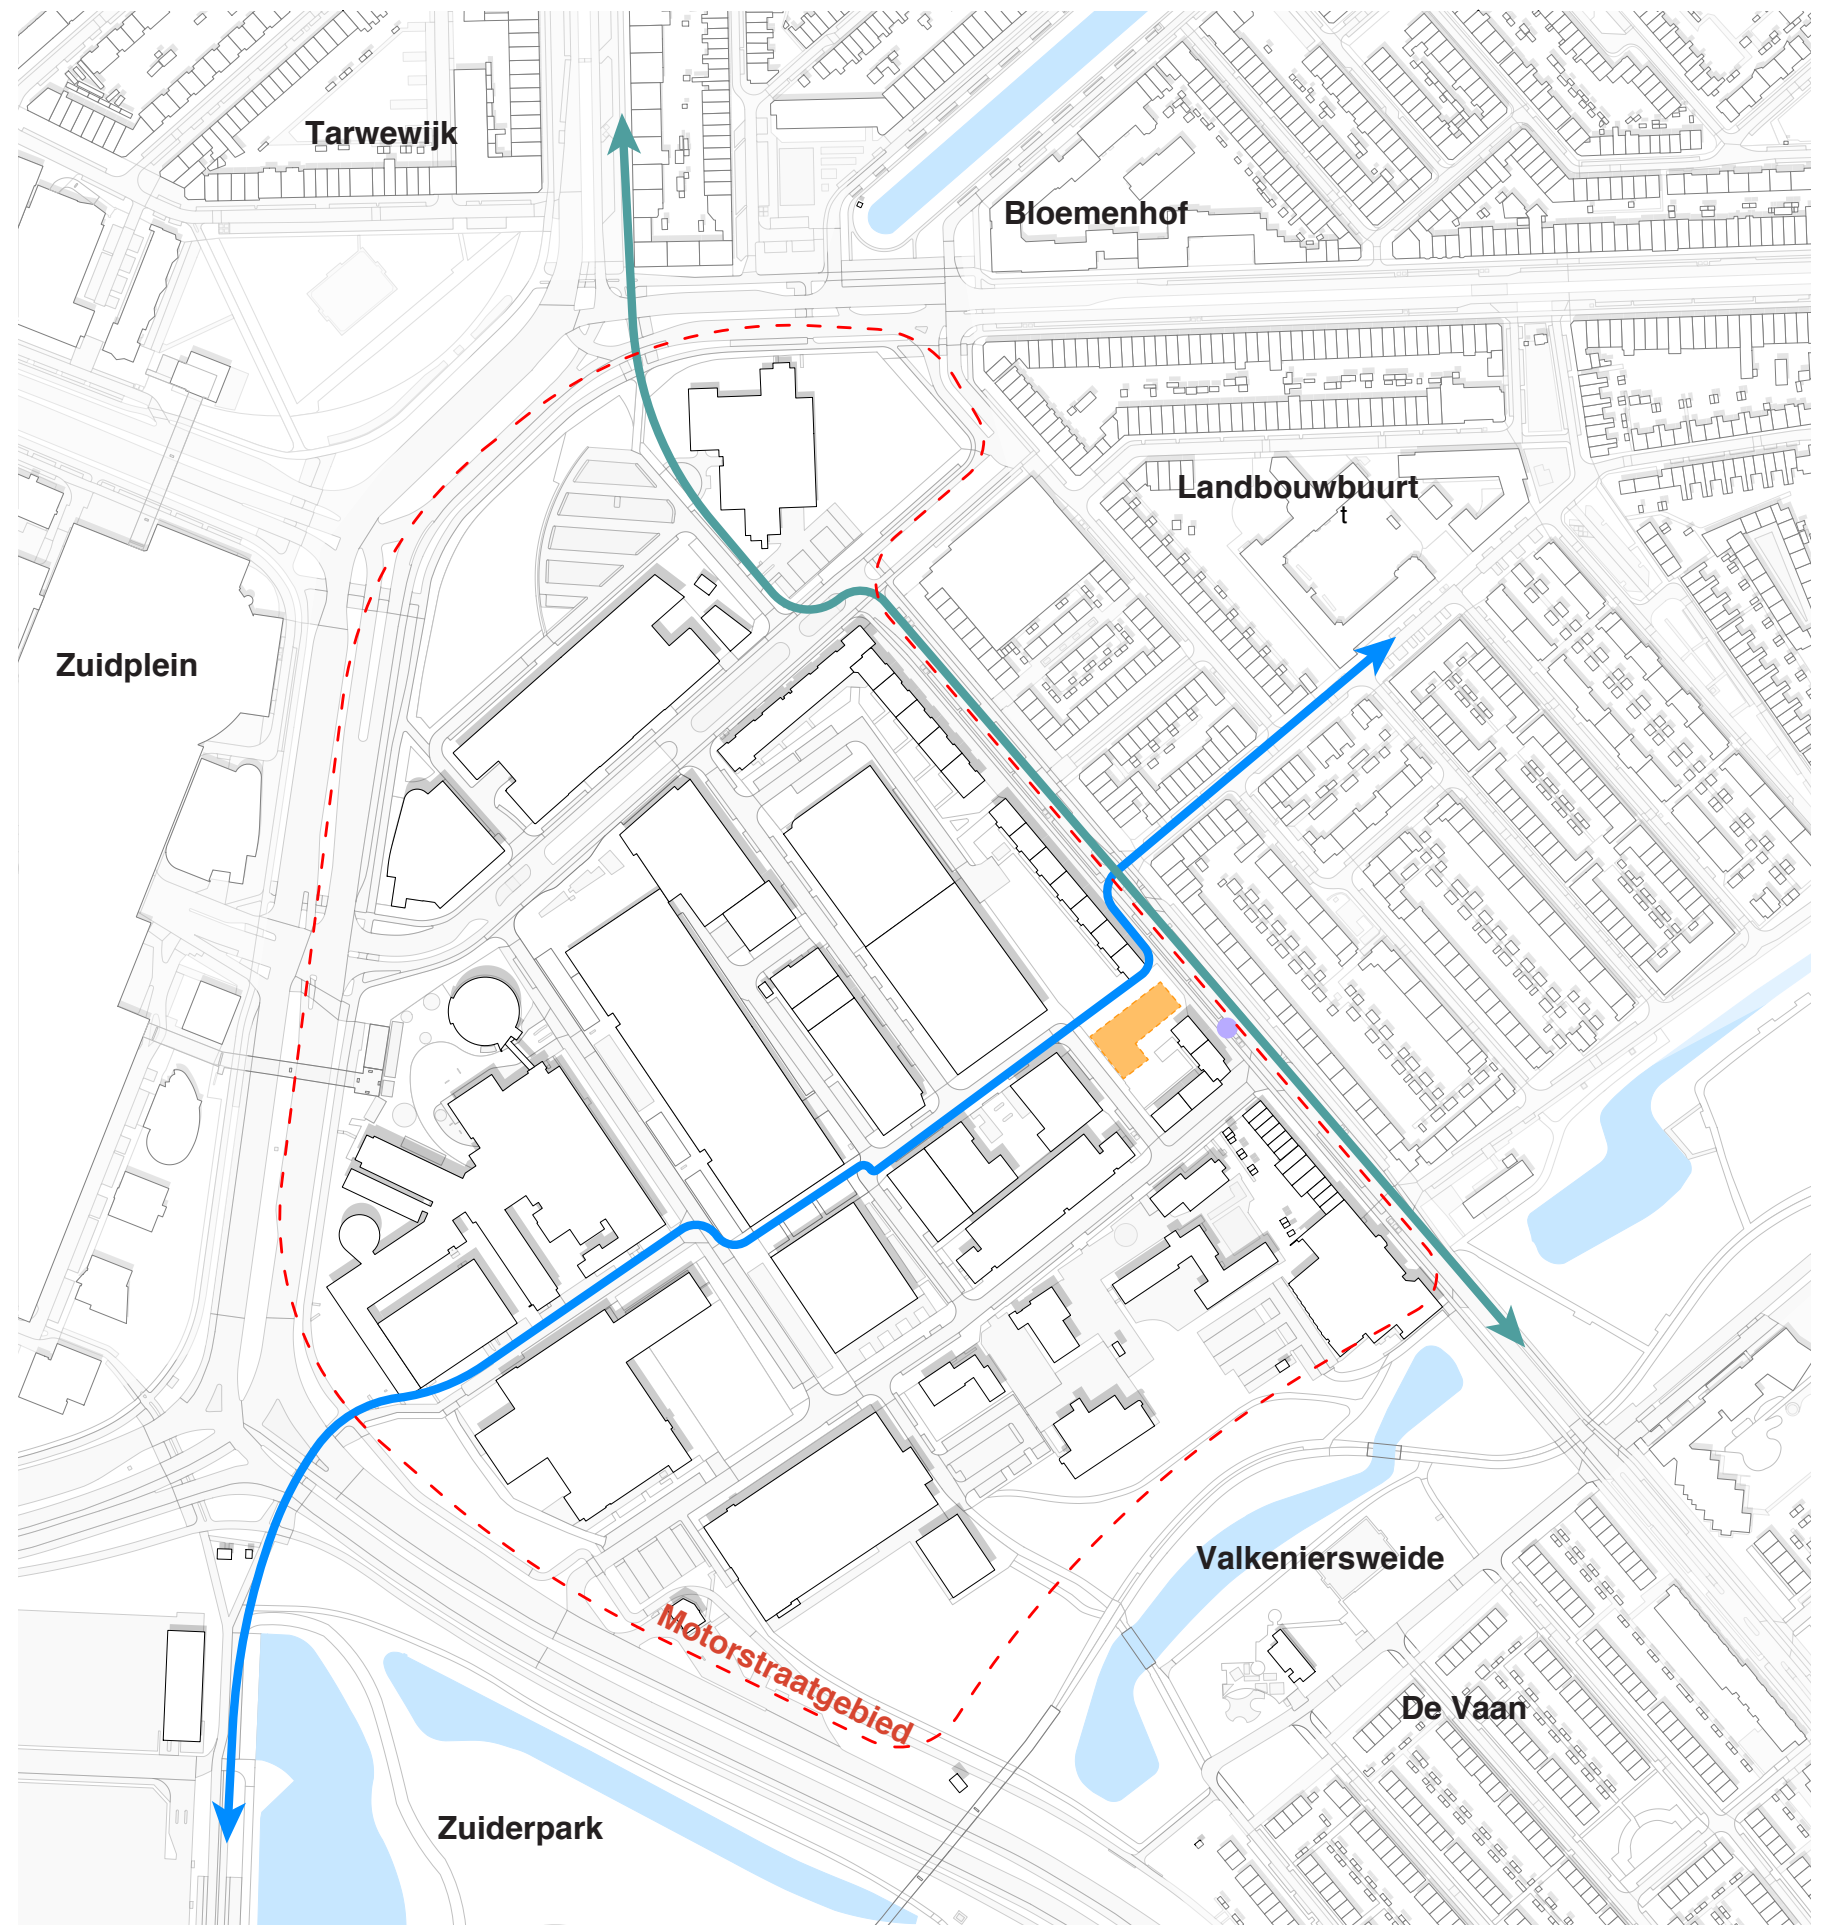 Tarwewijk
Bloemenhof
Landbouwbuurt
t
Zuidplein
Valkeniersweide
Motorstraatgebied
De Vaan
Zuiderpark